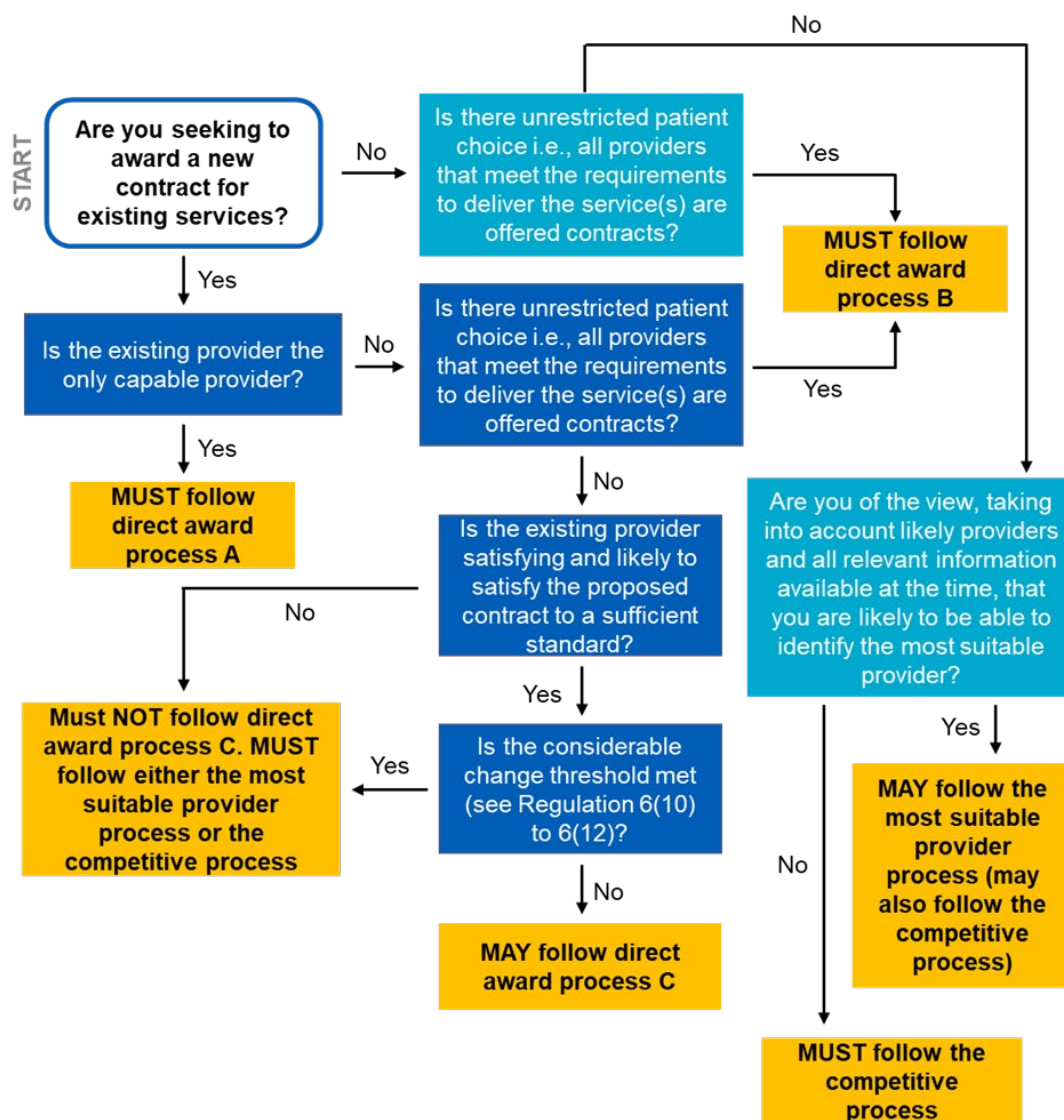 START
Are you seeking to
award a new
contract for
existing services?
No
Is there unrestricted patient
choice i.e., all providers
that meet the requirements
to deliver the service(s) are
offered contracts?
No
Yes
MUST follow
direct award
process B
Yes
Is the existing provider the
only capable provider?
No
Is there unrestricted patient
choice i.e., all providers
that meet the requirements
to deliver the service(s) are
offered contracts?
Yes
Yes
MUST follow
direct award
process A
No
Is the existing provider
satisfying and likely to
satisfy the proposed
contract to a sufficient
standard?
No
Are you of the view, taking
into account likely providers
and all relevant information
available at the time, that
you are likely to be able to
identify the most suitable
provider?
Yes
Must NOT follow direct
award process C. MUST
follow either the most
suitable provider
process or the
competitive process
Yes
Is the considerable
change threshold met
(see Regulation 6(10)
to 6(12)?
Yes
MAY follow the
most suitable
provider
process (may
also follow the
competitive
process)
No
No
MAY follow direct
award process C
MUST follow the
competitive
process